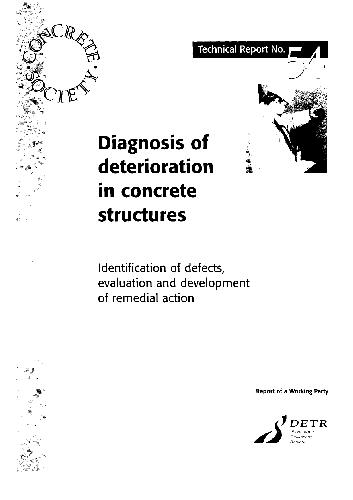 CONCRETE
SOCIETY
Technical Report No. 54
Diagnosis of
deterioration
in concrete
structures
Identification of defects,
evaluation and development
of remedial action
Report of a Working Party
DETR